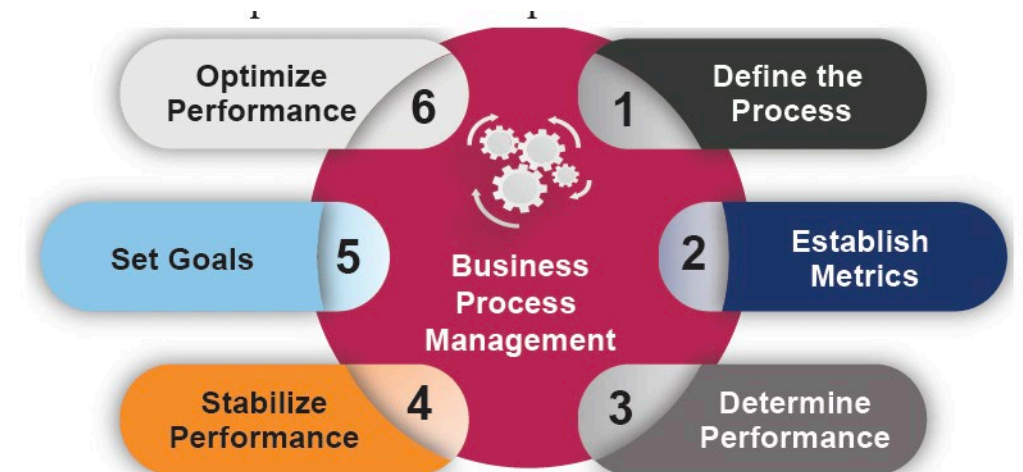 Optimize
Performance
6
1
Define the
Process
Set Goals
5
Business
Process
Management
2
Establish
Metrics
Stabilize
Performance
4
3
Determine
Performance